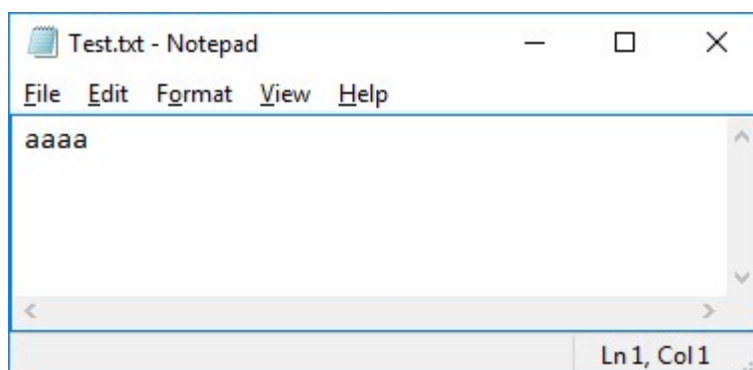 Test.txt - Notepad
File Edit Format View Help
aaaa
Ln 1, Col 1